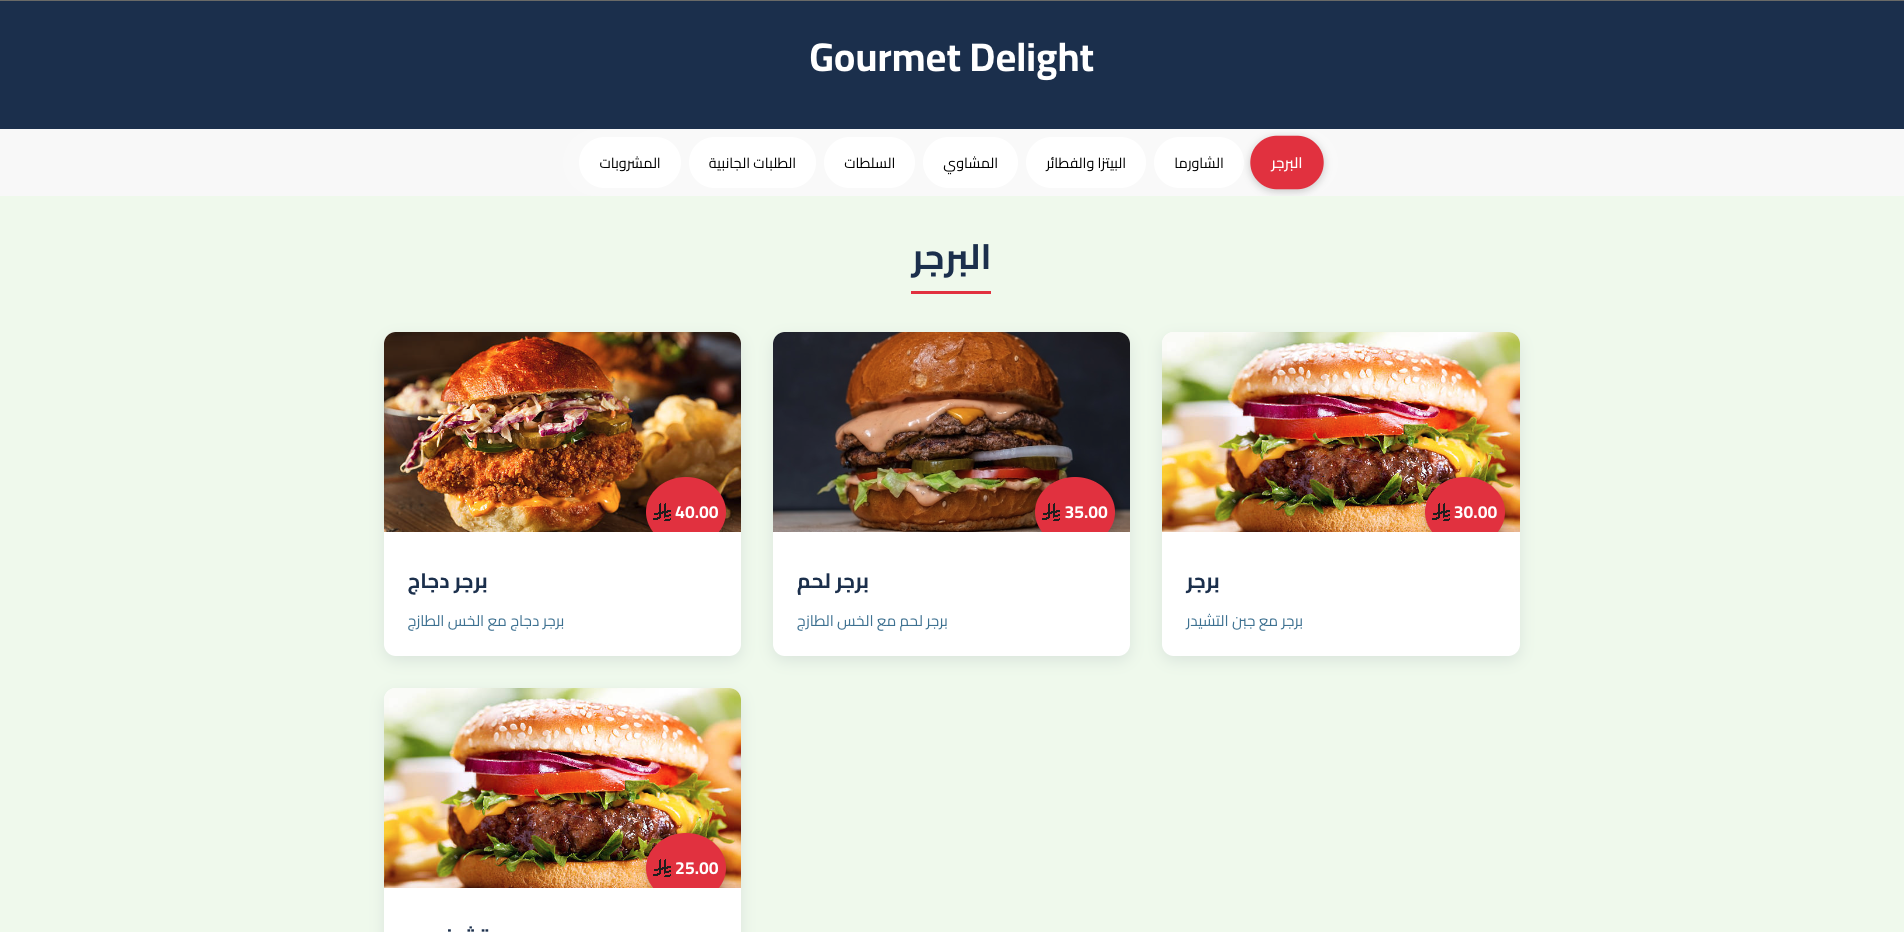 Gourmet Delight
البرجر
الشاورما
البيتزا والفطائر
المشاوي
السلطات
الطلبات الجانبية
المشروبات
البرجر
30.00
برجر
برجر مع جبن التشيدر
35.00
برجر لحم
برجر لحم مع الخس الطازج
40.00
برجر دجاج
برجر دجاج مع الخس الطازج
25.00